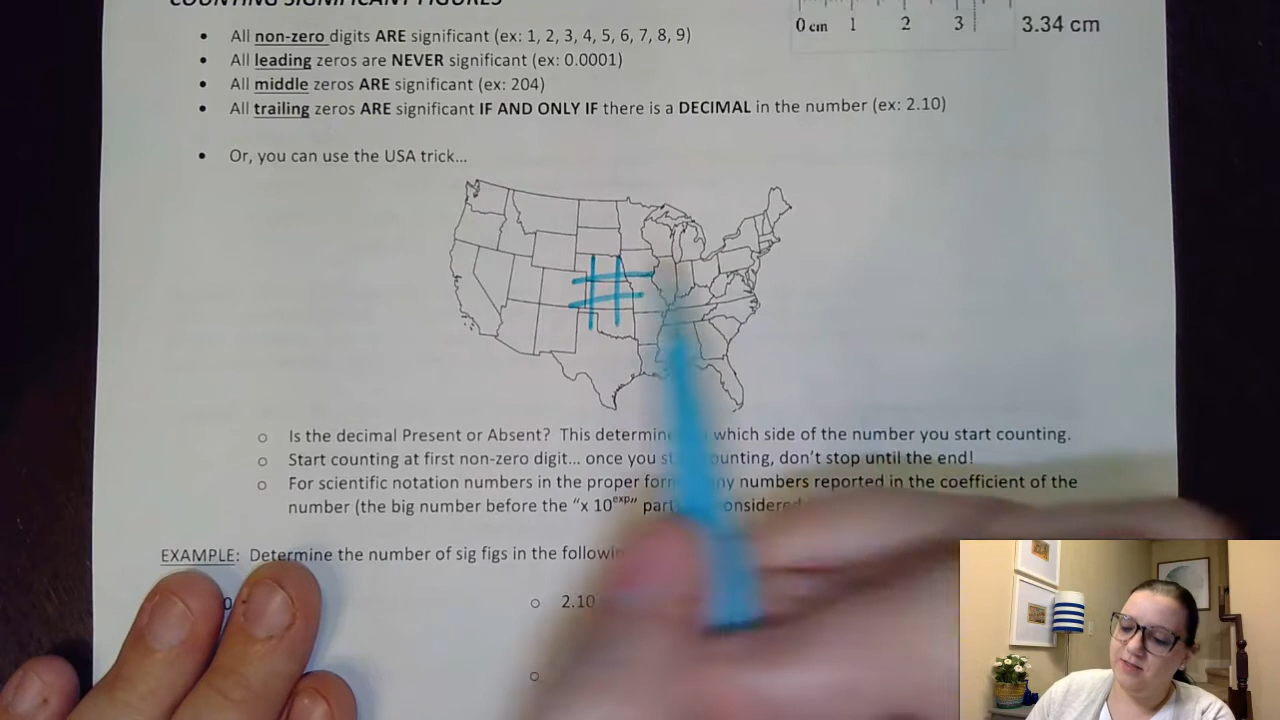 COUNTING SIGNIFICANT FIGURES
0 cm 1 2 3 3.34 cm
• All non-zero digits ARE significant (ex: 1, 2, 3, 4, 5, 6, 7, 8, 9)
• All leading zeros are NEVER significant (ex: 0.0001)
• All middle zeros ARE significant (ex: 204)
• All trailing zeros ARE significant IF AND ONLY IF there is a DECIMAL in the number (ex: 2.10)
• Or, you can use the USA trick...
#
o Is the decimal Present or Absent? This which side of the number you start counting.
o Start counting at first non-zero digit... once you don't stop until the end!
o For scientific notation numbers in the proper numbers reported in the coefficient of the
number (the big number before the "x 10exp" part
EXAMPLE: Determine the number of sig figs in the
o 2.10
o